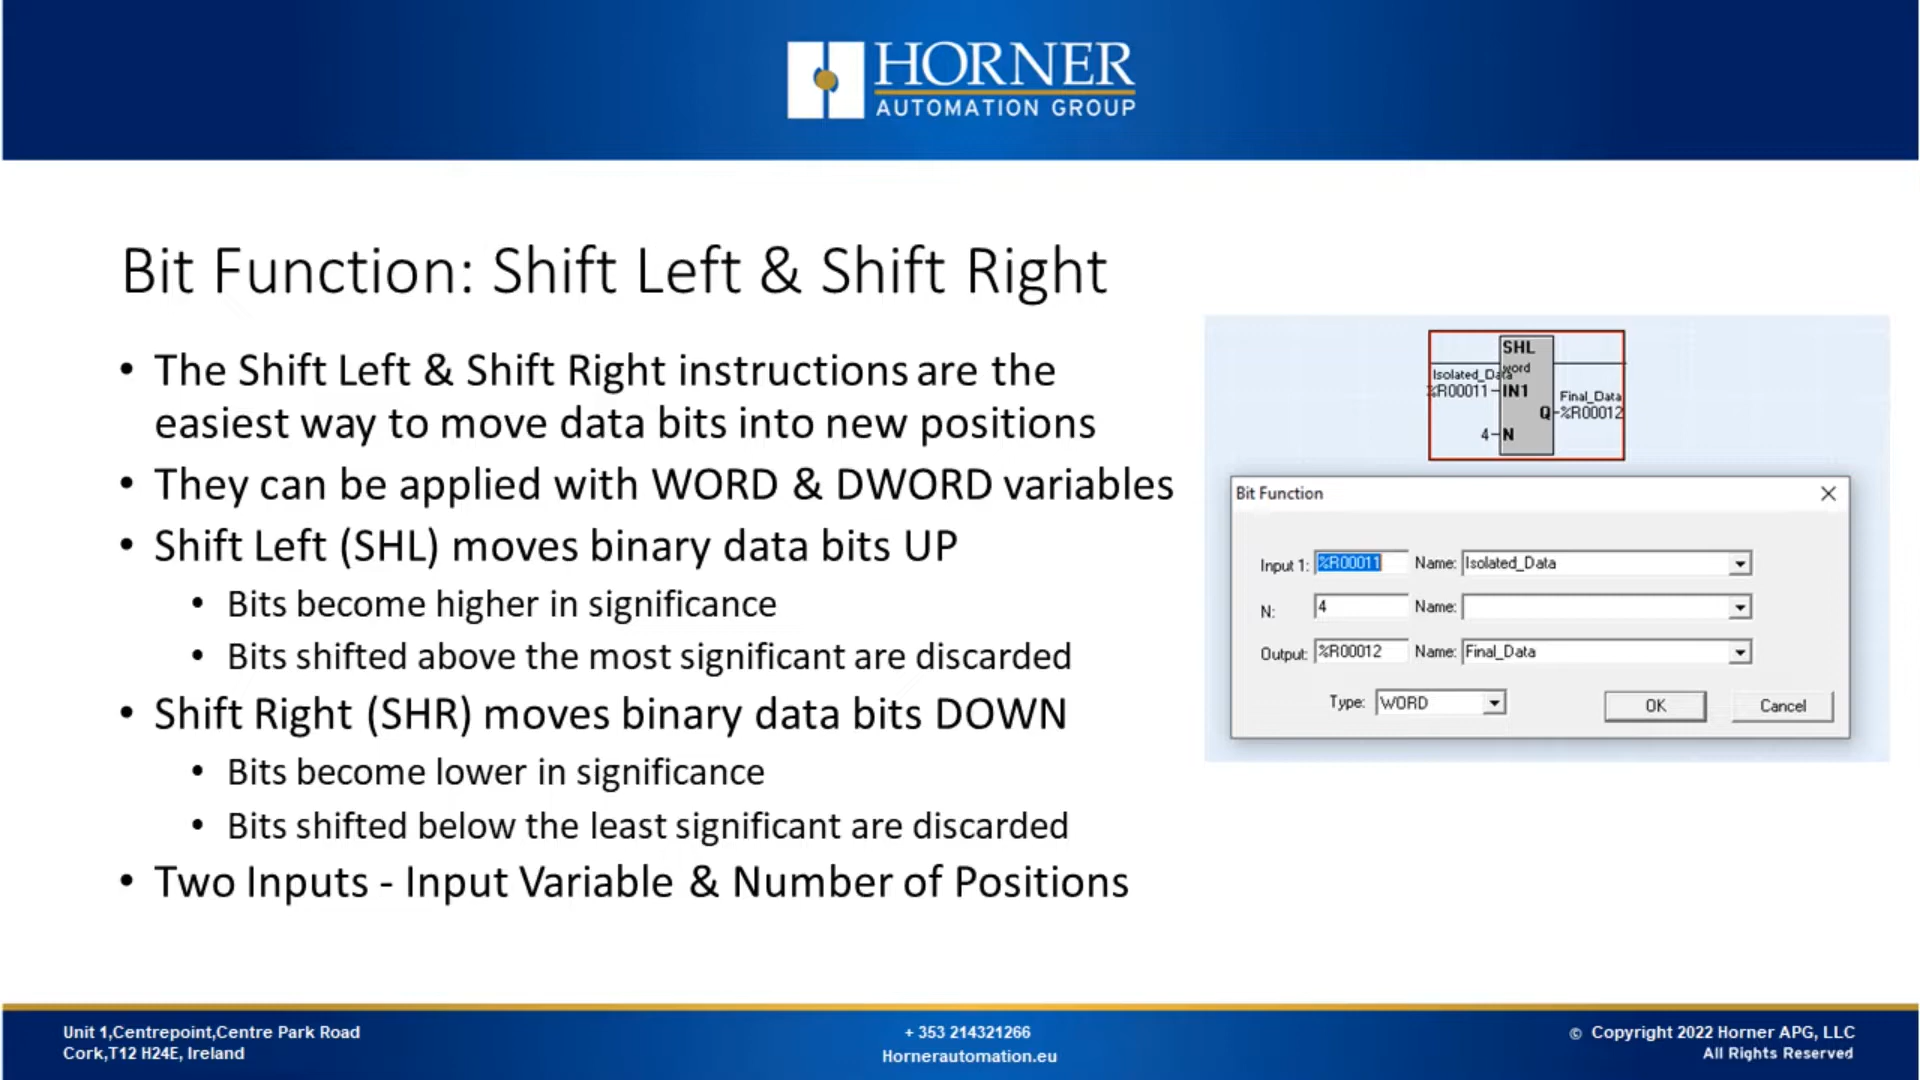 HORNER
AUTOMATION GROUP
Bit Function: Shift Left & Shift Right
• The Shift Left & Shift Right instructions are the
easiest way to move data bits into new positions
• They can be applied with WORD & DWORD variables
• Shift Left (SHL) moves binary data bits UP
• Bits become higher in significance
• Bits shifted above the most significant are discarded
• Shift Right (SHR) moves binary data bits DOWN
• Bits become lower in significance
• Bits shifted below the least significant are discarded
• Two Inputs - Input Variable & Number of Positions
SHL
word
Isolated_Data
%R00011 IN1
Final_Data
Q %R00012
4 N
Bit Function
Input 1: %R00011 Name: Isolated_Data
N: 4 Name:
Output: %R00012 Name: Final_Data
Type: WORD OK Cancel
Unit 1,Centrepoint,Centre Park Road
Cork,T12 H24E, Ireland
+ 353 214321266
Hornerautomation.eu
© Copyright 2022 Horner APG, LLC
All Rights Reserved